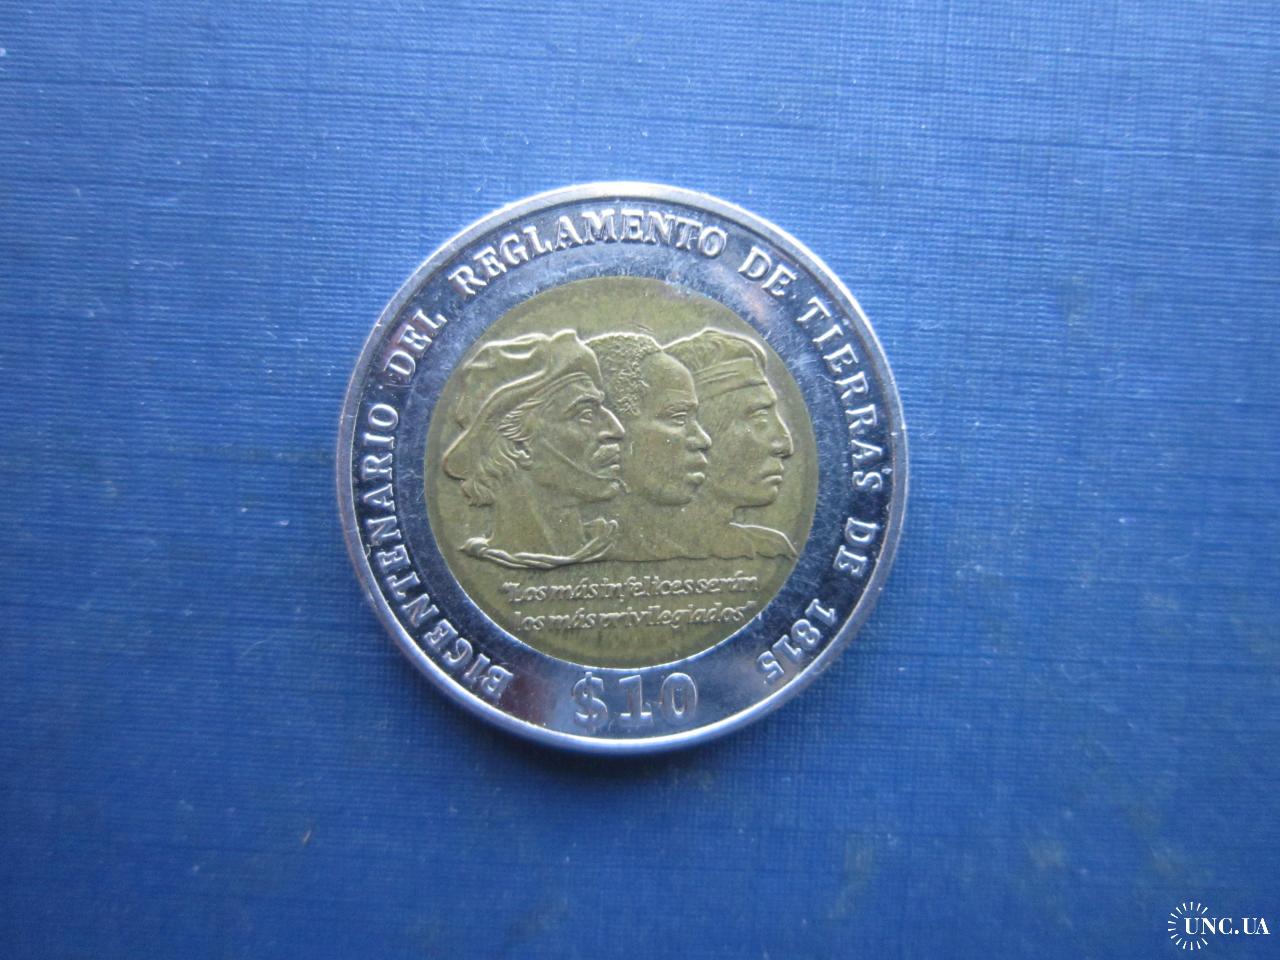 BICENTENARIO DEL REGLAMENTO DE TIERRAS DE 1815
"Los más infelices serán
los más privilegiados"
$10
UNC.UA